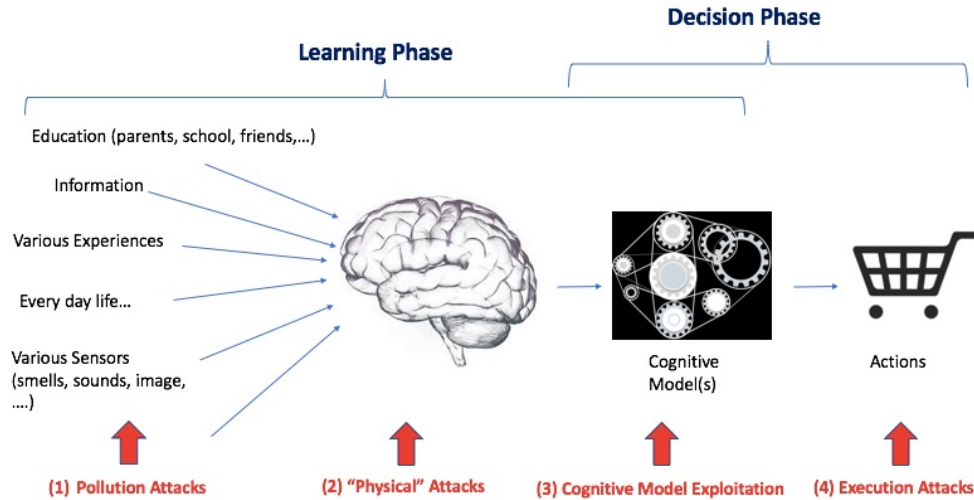 Decision Phase
Learning Phase
Education (parents, school, friends,...)
Information
Various Experiences
Every day life...
Various Sensors
(smells, sounds, image,
....)
Cognitive
Model(s)
Actions
(1) Pollution Attacks
(2) “Physical” Attacks
(3) Cognitive Model Exploitation
(4) Execution Attacks